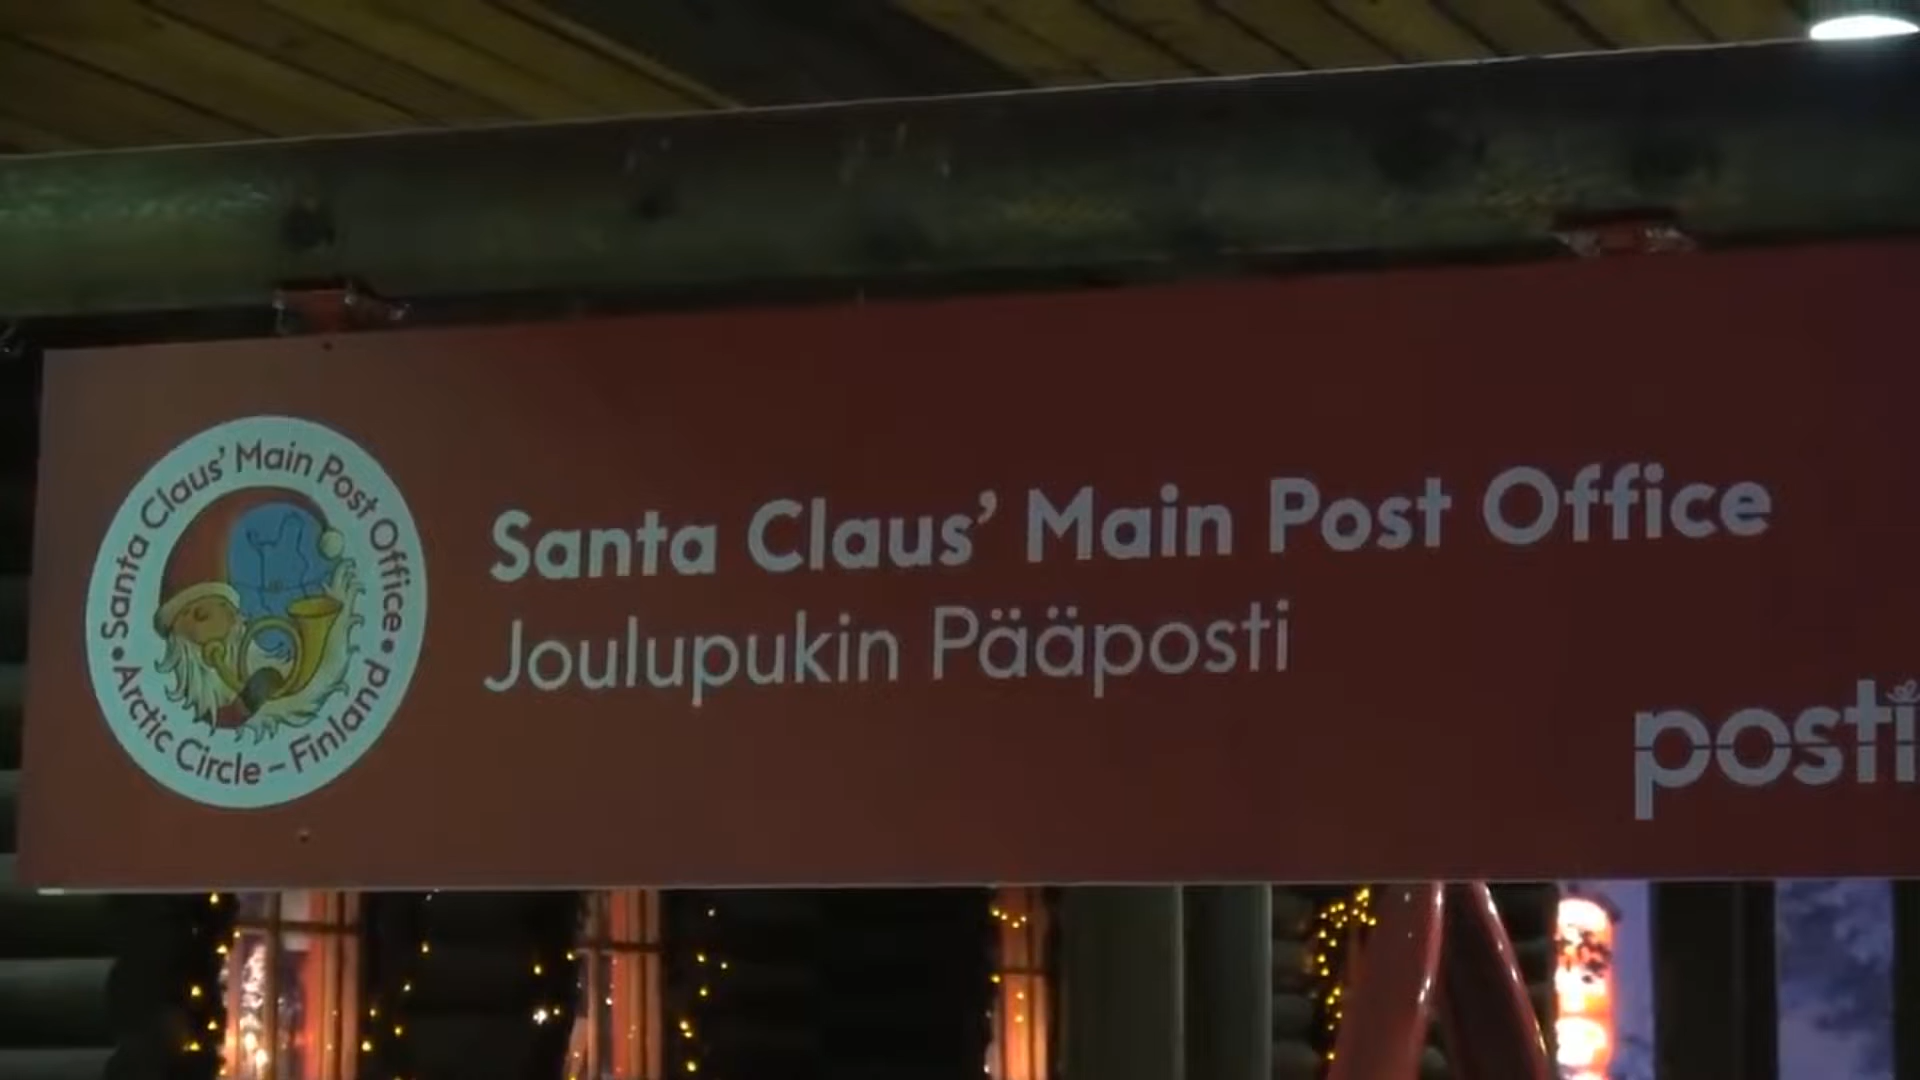 Santa Claus’ Main Post Office
• Arctic Circle – Finland •
Santa Claus’ Main Post Office
Joulupukin Pääposti
posti